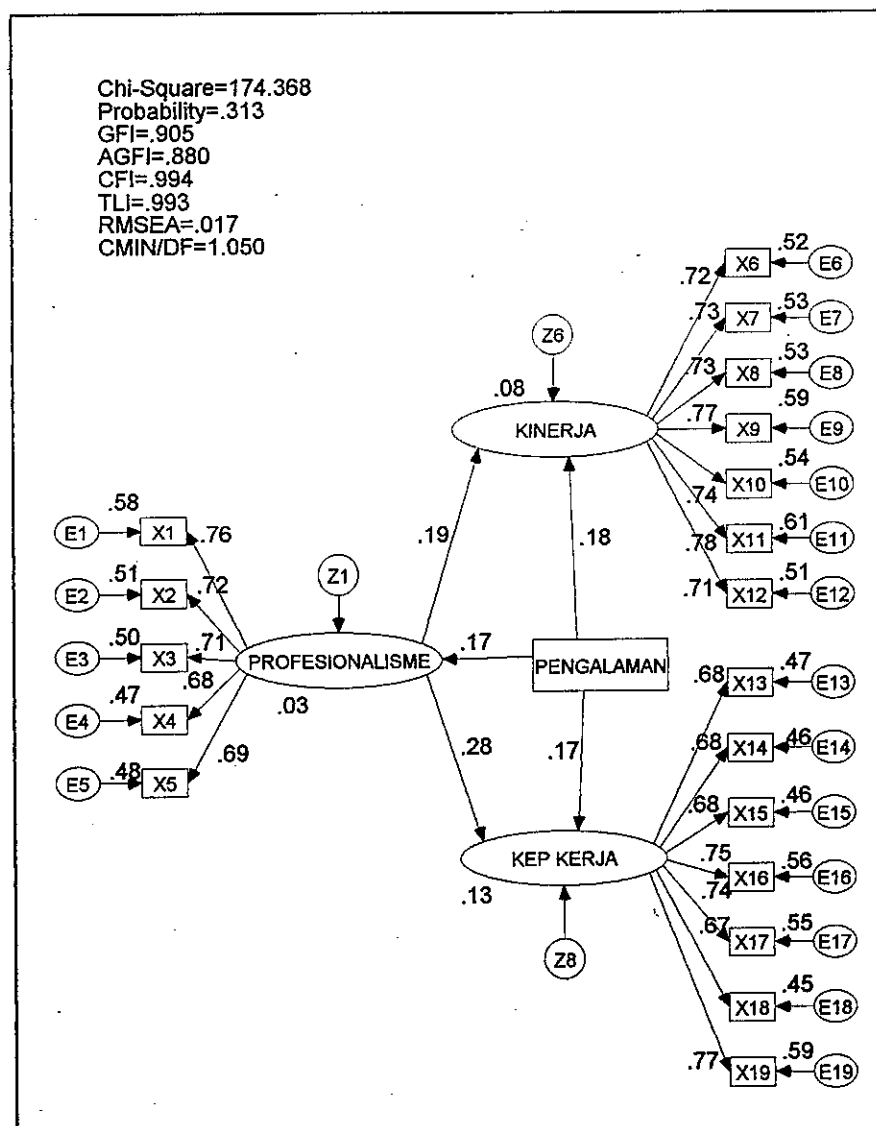 Chi-Square=174.368
Probability=.313
GFI=.905
AGFI=.880
CFI=.994
TLI=.993
RMSEA=.017
CMIN/DF=1.050
.72 X6 .52 E6
.73 X7 .53 E7
.73 X8 .53 E8
.77 X9 .59 E9
X10 .54 E10
.74 X11 .61 E11
.78
.71 X12 .51 E12
Z6
.08
KINERJA
.19
.18
E1 .58 X1 .76
E2 .51 X2 .72
E3 .50 X3 .71
E4 .47 X4 .68
E5 .48 X5 .69
Z1
PROFESIONALISME
.03
.17
PENGALAMAN
.28
.17
KEP KERJA
.13
Z8
.68 X13 .47 E13
.68 X14 .46 E14
.68 X15 .46 E15
.75 X16 .56 E16
.74 X17 .55 E17
.67 X18 .45 E18
.77 X19 .59 E19